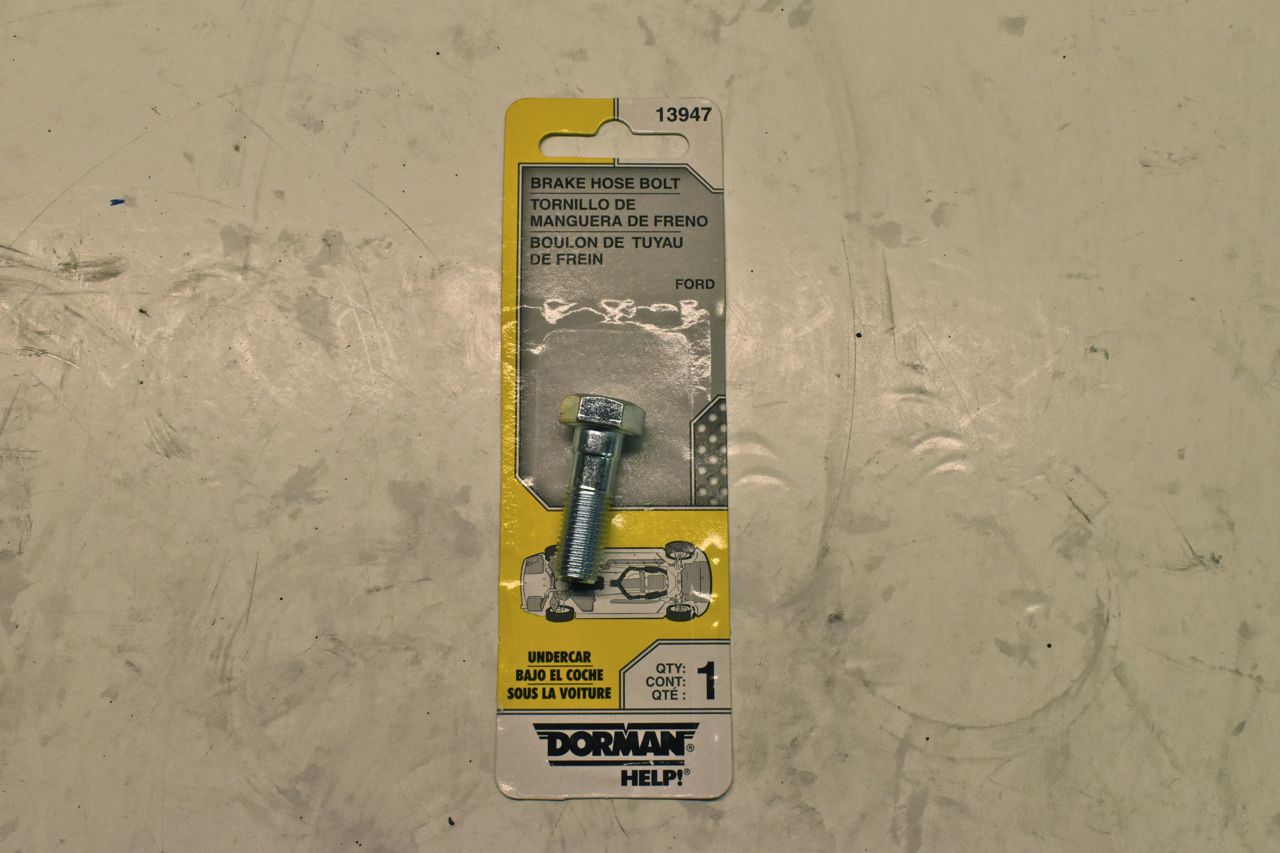 13947
BRAKE HOSE BOLT
TORNILLO DE
MANGUERA DE FRENO
BOULON DE TUYAU
DE FREIN
FORD
UNDERCAR
BAJO EL COCHE
SOUS LA VOITURE
QTY:
CONT:
QTÉ :
1
DORMAN®
HELP!®